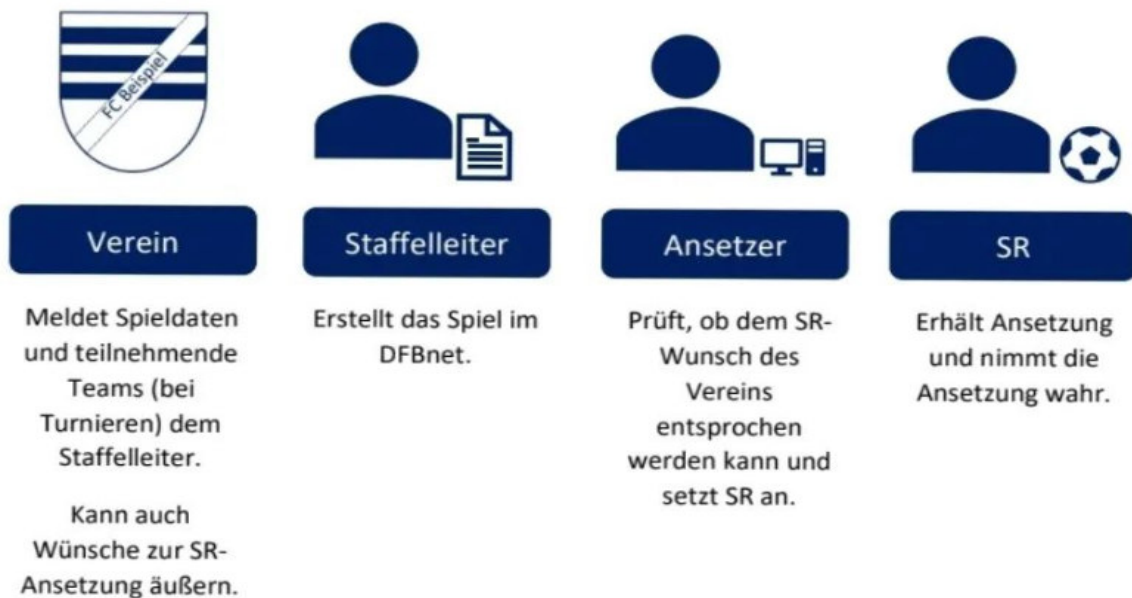 FC Beispiel
Verein
Meldet Spieldaten
und teilnehmende
Teams (bei
Turnieren) dem
Staffelleiter.
Kann auch
Wünsche zur SR-
Ansetzung äußern.
Staffelleiter
Erstellt das Spiel im
DFBnet.
Ansetzer
Prüft, ob dem SR-
Wunsch des
Vereins
entsprochen
werden kann und
setzt SR an.
SR
Erhält Ansetzung
und nimmt die
Ansetzung wahr.